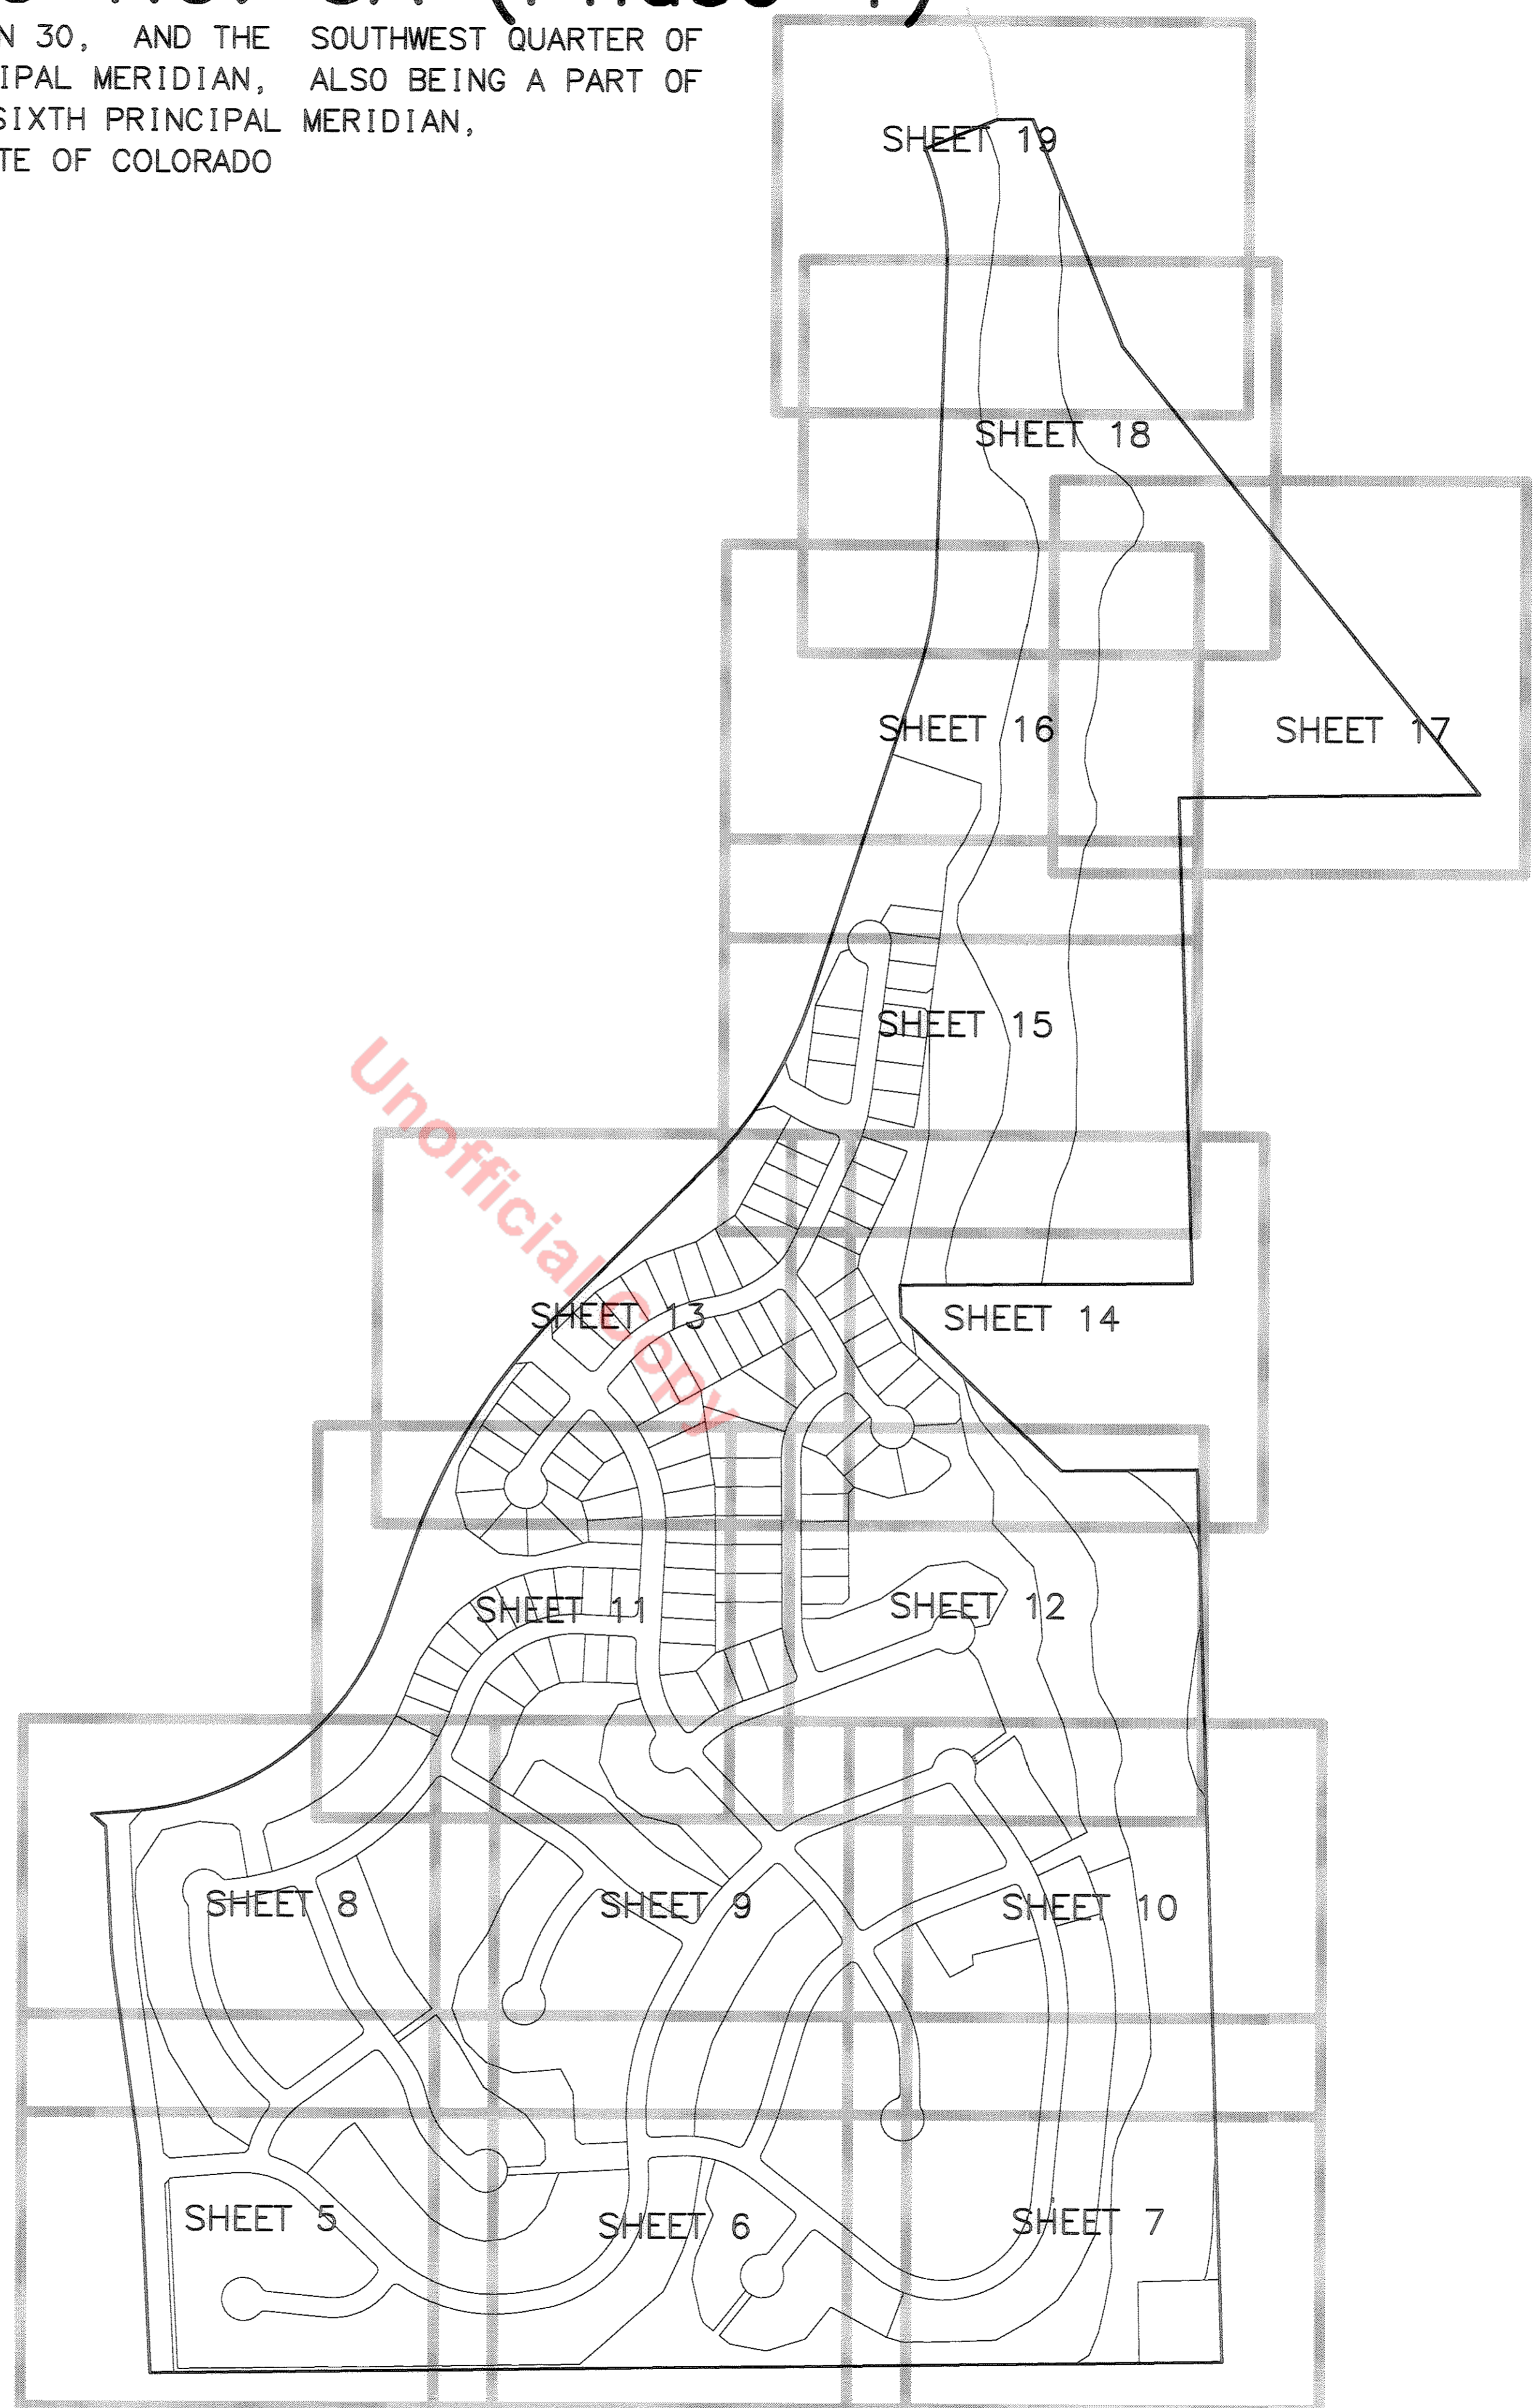 N 30, AND THE SOUTHWEST QUARTER OF
IPAL MERIDIAN, ALSO BEING A PART OF
SIXTH PRINCIPAL MERIDIAN,
TE OF COLORADO
SHEET 19
SHEET 18
SHEET 16
SHEET 17
SHEET 15
Unofficial Copy
SHEET 13
SHEET 14
SHEET 11
SHEET 12
SHEET 8
SHEET 9
SHEET 10
SHEET 5
SHEET 6
SHEET 7